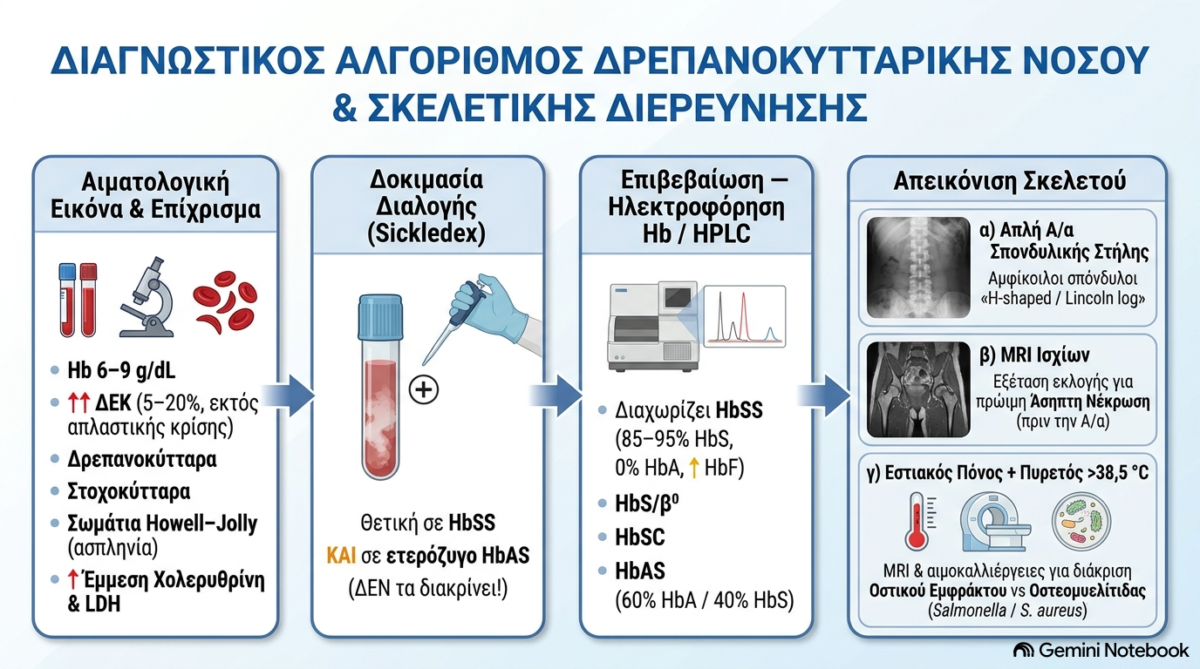 ΔΙΑΓΝΩΣΤΙΚΟΣ ΑΛΓΟΡΙΘΜΟΣ ΔΡΕΠΑΝΟΚΥΤΤΑΡΙΚΗΣ ΝΟΣΟΥ
& ΣΚΕΛΕΤΙΚΗΣ ΔΙΕΡΕΥΝΗΣΗΣ
Αιματολογική
Εικόνα & Επίχρισμα
• Hb 6–9 g/dL
• ↑↑ ΔΕΚ (5–20%, εκτός
απλαστικής κρίσης)
• Δρεπανοκύτταρα
• Στοχοκύτταρα
• Σωμάτια Howell–Jolly
(ασπληνία)
• ↑ Έμμεση Χολερυθρίνη
& LDH
Δοκιμασία
Διαλογής
(Sickledex)
+
Θετική σε HbSS
ΚΑΙ σε ετερόζυγο HbAS
(ΔΕΝ τα διακρίνει!)
Επιβεβαίωση —
Ηλεκτροφόρηση
Hb / HPLC
• Διαχωρίζει HbSS
(85–95% HbS,
0% HbA, ↑ HbF)
• HbS/β⁰
• HbSC
• HbAS
(60% HbA / 40% HbS)
Απεικόνιση Σκελετού
α) Απλή Α/α
Σπονδυλικής Στήλης
Αμφίκοιλοι σπόνδυλοι
«H-shaped / Lincoln log»
β) MRI Ισχίων
Εξέταση εκλογής για
πρώιμη Άσηπτη Νέκρωση
(πριν την Α/α)
γ) Εστιακός Πόνος + Πυρετός >38,5 °C
MRI & αιμοκαλλιέργειες για διάκριση
Οστικού Εμφράκτου vs Οστεομυελίτιδας
(Salmonella / S. aureus)
Gemini Notebook